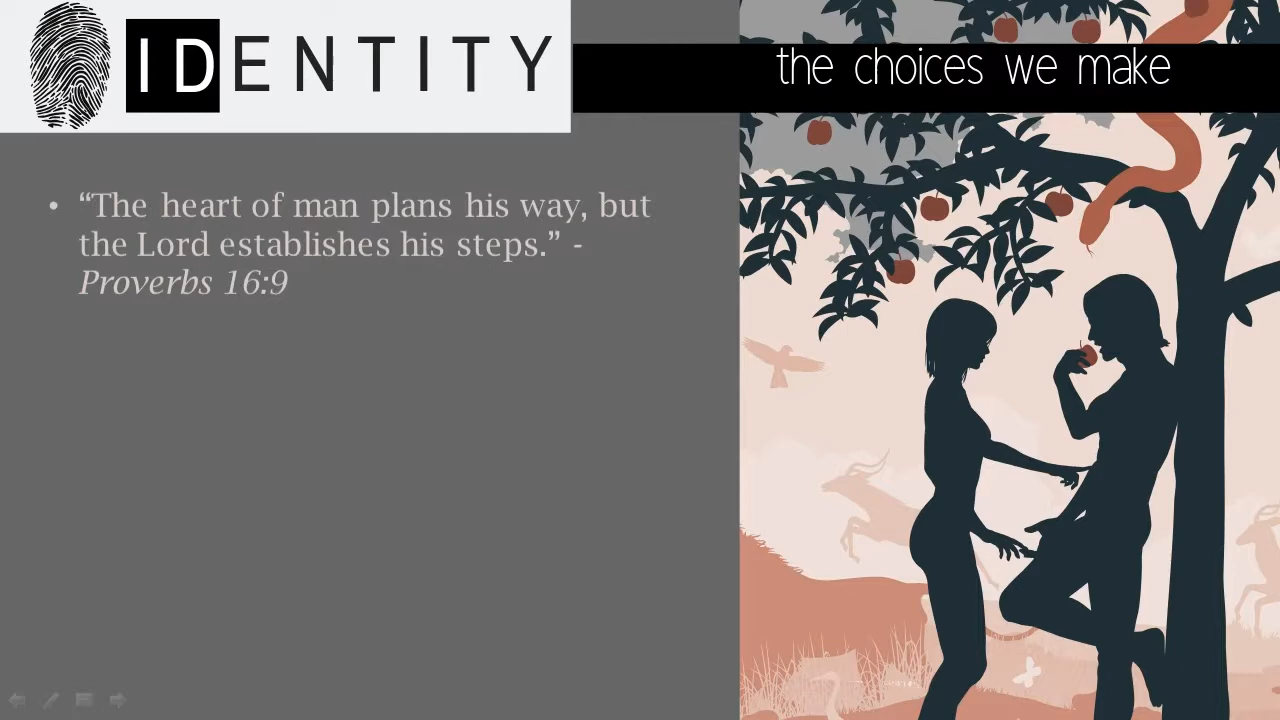 IDENTITY
the choices we make
• “The heart of man plans his way, but
the Lord establishes his steps.” -
Proverbs 16:9